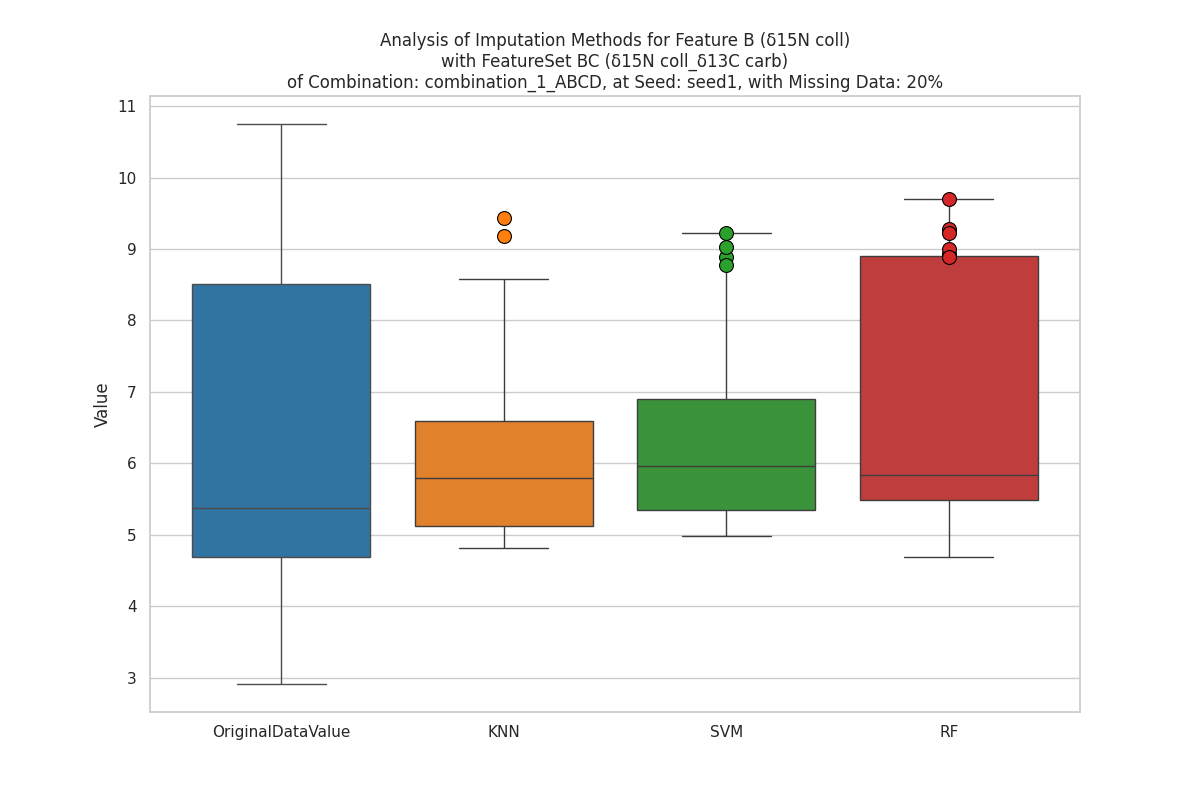 Analysis of Imputation Methods for Feature B (δ15N coll)
with FeatureSet BC (δ15N coll_δ13C carb)
of Combination: combination_1_ABCD, at Seed: seed1, with Missing Data: 20%
11
10
9
8
7
6
5
4
3
Value
OriginalDataValue
KNN
SVM
RF